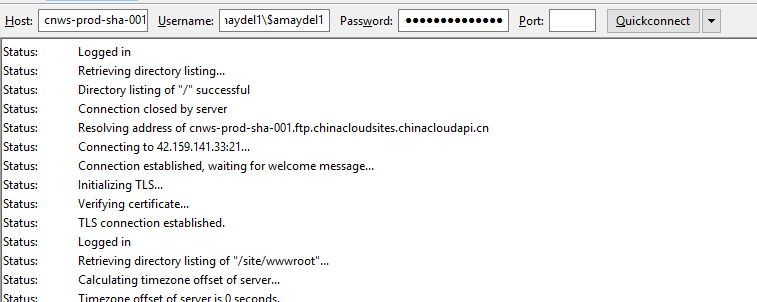 Host: cnws-prod-sha-001 Username: naydel1\$amaydel1 Password: ●●●●●●●●●●●●●● Port: Quickconnect
Status: Logged in
Status: Retrieving directory listing...
Status: Directory listing of "/" successful
Status: Connection closed by server
Status: Resolving address of cnws-prod-sha-001.ftp.chinacloudsites.chinacloudapi.cn
Status: Connecting to 42.159.141.33:21...
Status: Connection established, waiting for welcome message...
Status: Initializing TLS...
Status: Verifying certificate...
Status: TLS connection established.
Status: Logged in
Status: Retrieving directory listing of "/site/wwwroot"...
Status: Calculating timezone offset of server...
Status: Timezone offset of server is 0 seconds.